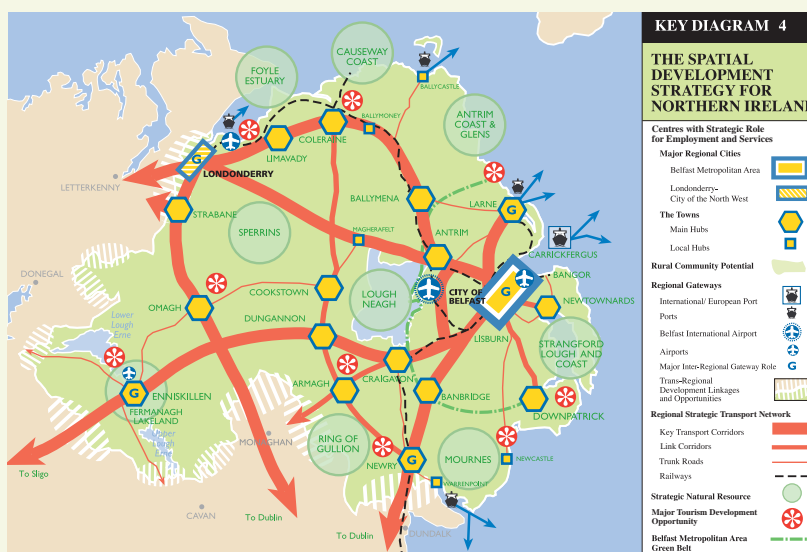 KEY DIAGRAM 4
THE SPATIAL
DEVELOPMENT
STRATEGY FOR
NORTHERN IRELAN
Centres with Strategic Role
for Employment and Services
Major Regional Cities
Belfast Metropolitan Area
Londonderry-
City of the North West
The Towns
Main Hubs
Local Hubs
Rural Community Potential
Regional Gateways
International/ European Port
Ports
Belfast International Airport
Airports
Major Inter-Regional Gateway Role
G
Trans-Regional
Development Linkages
and Opportunities
Regional Strategic Transport Network
Key Transport Corridors
Link Corridors
Trunk Roads
Railways
Strategic Natural Resource
Major Tourism Development
Opportunity
Belfast Metropolitan Area
Green Belt
CAUSEWAY
COAST
FOYLE
ESTUARY
BALLYCASTLE
BALLYMONEY
ANTRIM
COAST &
GLENS
COLERAINE
LIMAVADY
G
LONDONDERRY
LETTERKENNY
STRABANE
BALLYMENA
LARNE
G
SPERRINS
MAGHERAFELT
ANTRIM
CARRICKFERGUS
BANGOR
DONEGAL
COOKSTOWN
LOUGH
NEAGH
CITY OF
BELFAST
G
NEWTOWNARDS
OMAGH
DUNGANNON
Lower
Lough
Erne
LISBURN
STRANGFORD
LOUGH AND
COAST
CRAIGAVON
ARMAGH
BANBRIDGE
G
ENNISKILLEN
FERMANAGH
LAKELAND
DOWNPATRICK
Upper
Lough
Erne
MONAGHAN
RING OF
GULLION
NEWRY
G
MOURNES
NEWCASTLE
WARRENPOINT
To Sligo
CAVAN
To Dublin
To Dublin
DUNDALK